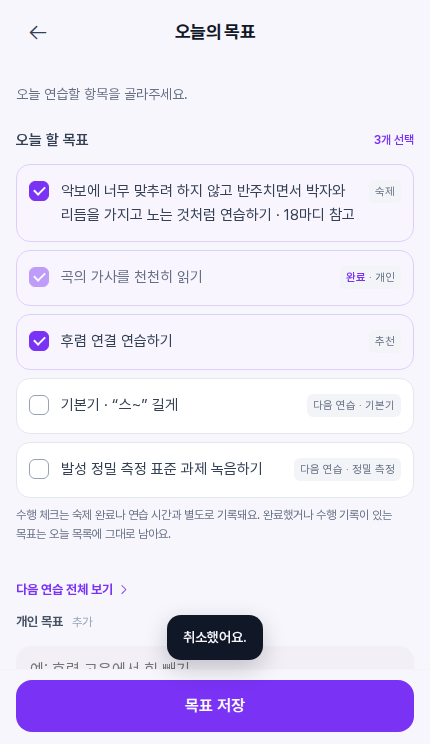 오늘의 목표
오늘 연습할 항목을 골라주세요.
오늘 할 목표
3개 선택
악보에 너무 맞추려 하지 않고 반주치면서 박자와
리듬을 가지고 노는 것처럼 연습하기 · 18마디 참고
숙제
곡의 가사를 천천히 읽기
완료 · 개인
후렴 연결 연습하기
추천
기본기 · “스~” 길게
다음 연습 · 기본기
발성 정밀 측정 표준 과제 녹음하기
다음 연습 · 정밀 측정
수행 체크는 숙제 완료나 연습 시간과 별도로 기록돼요. 완료했거나 수행 기록이 있는
목표는 오늘 목록에 그대로 남아요.
다음 연습 전체 보기
개인 목표 추가
취소했어요.
예: 후렴 고음에서 힘 빼기
목표 저장